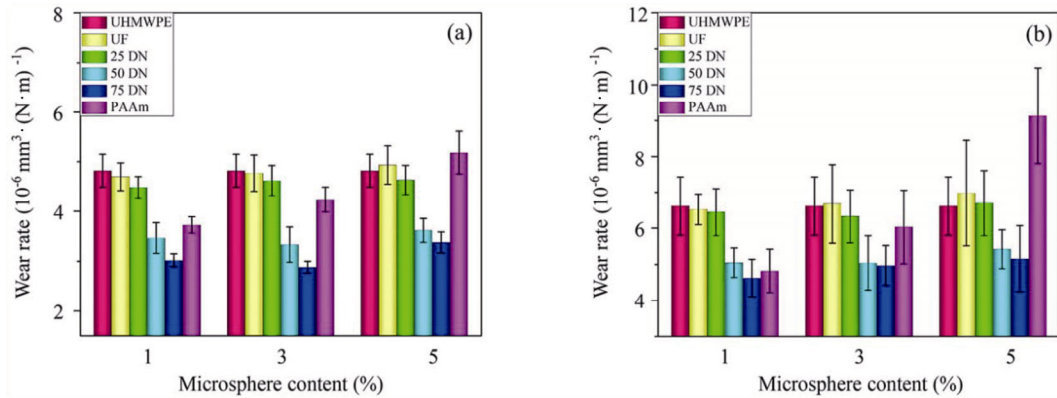 (a)
UHMWPE
UF
25 DN
50 DN
75 DN
PAAm
8
6
4
2
Wear rate (10⁻⁶ mm³· (N·m) ⁻¹)
1 3 5
Microsphere content (%)
(b)
UHMWPE
UF
25 DN
50 DN
75 DN
PAAm
12
10
8
6
4
Wear rate (10⁻⁶ mm³· (N·m) ⁻¹)
1 3 5
Microsphere content (%)